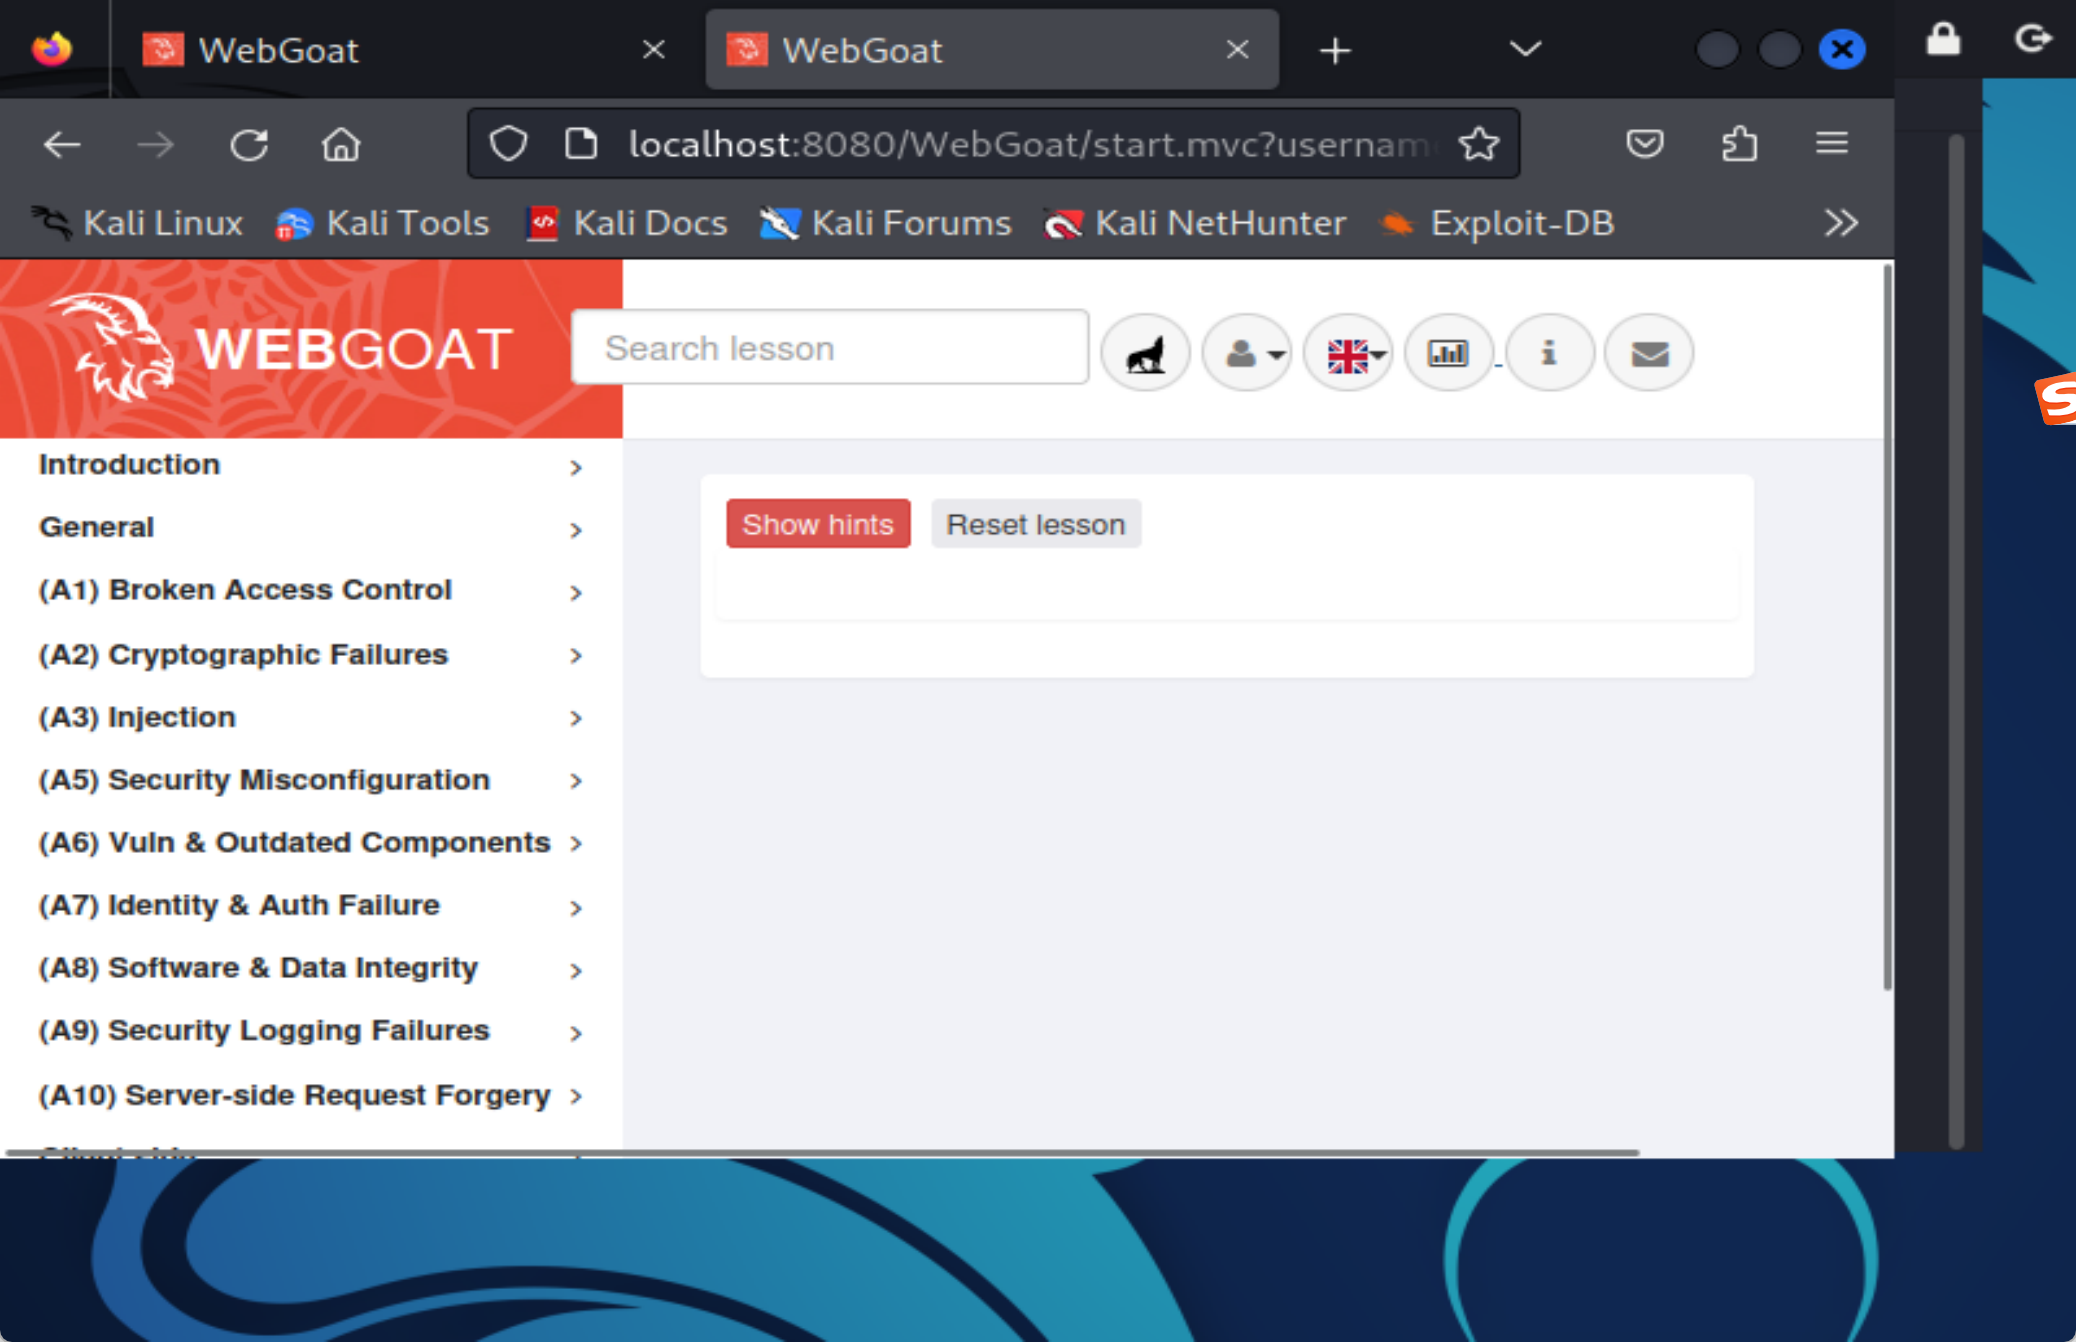 WebGoat
WebGoat
localhost:8080/WebGoat/start.mvc?usernam
Kali Linux
Kali Tools
Kali Docs
Kali Forums
Kali NetHunter
Exploit-DB
WEBGOAT
Search lesson
Introduction
General
(A1) Broken Access Control
(A2) Cryptographic Failures
(A3) Injection
(A5) Security Misconfiguration
(A6) Vuln & Outdated Components
(A7) Identity & Auth Failure
(A8) Software & Data Integrity
(A9) Security Logging Failures
(A10) Server-side Request Forgery
Show hints
Reset lesson